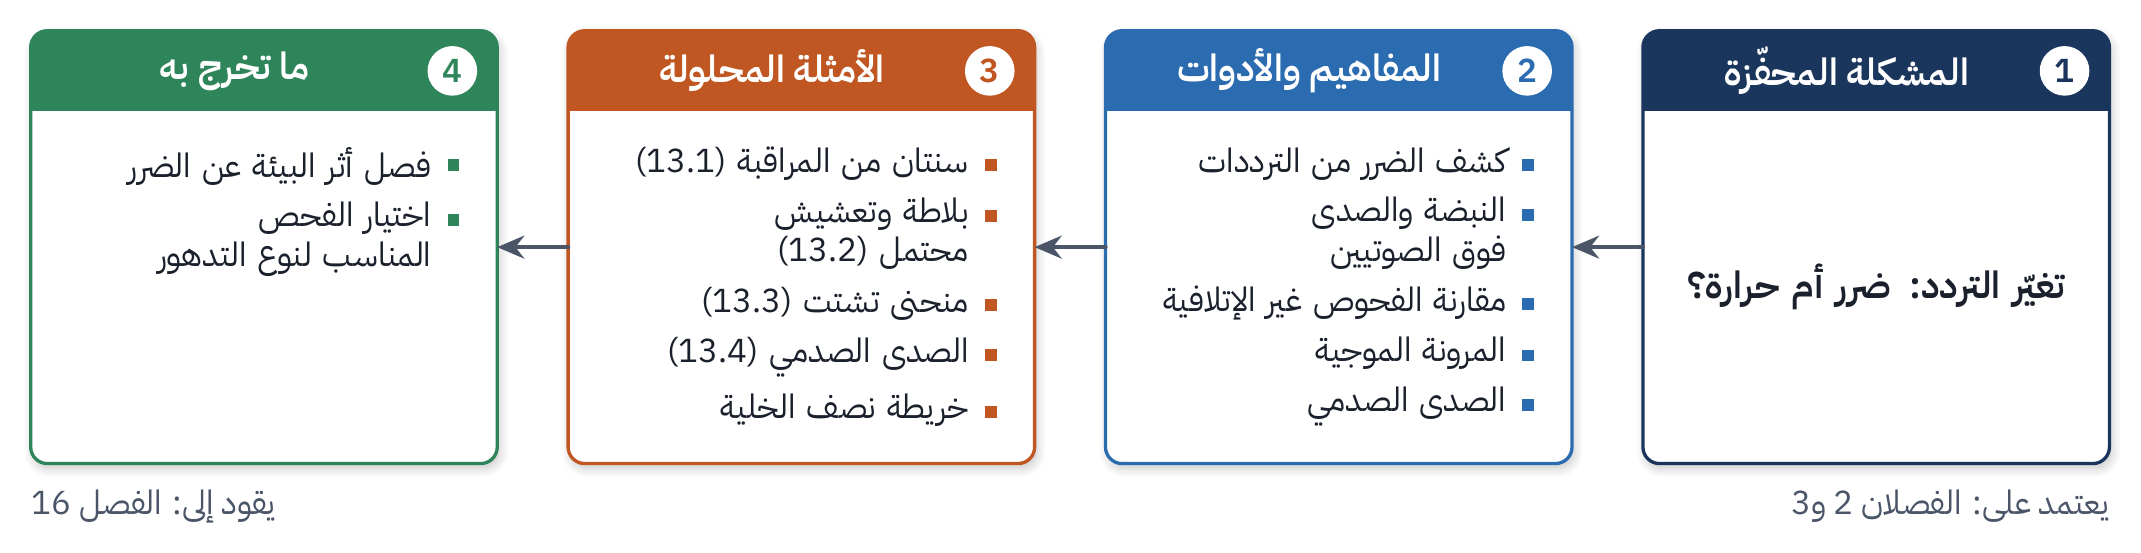 1 المشكلة المحفّزة
تغيّر التردد: ضرر أم حرارة؟
2 المفاهيم والأدوات
كشف الضرر من الترددات
النبضة والصدى
فوق الصوتيين
مقارنة الفحوص غير الإتلافية
المرونة الموجية
الصدى الصدمي
3 الأمثلة المحلولة
سنتان من المراقبة (13.1)
بلاطة وتعشيش
محتمل (13.2)
منحنى تشتت (13.3)
الصدى الصدمي (13.4)
خريطة نصف الخلية
4 ما تخرج به
فصل أثر البيئة عن الضرر
اختيار الفحص
المناسب لنوع التدهور
يعتمد على: الفصلان 2 و3
يقود إلى: الفصل 16